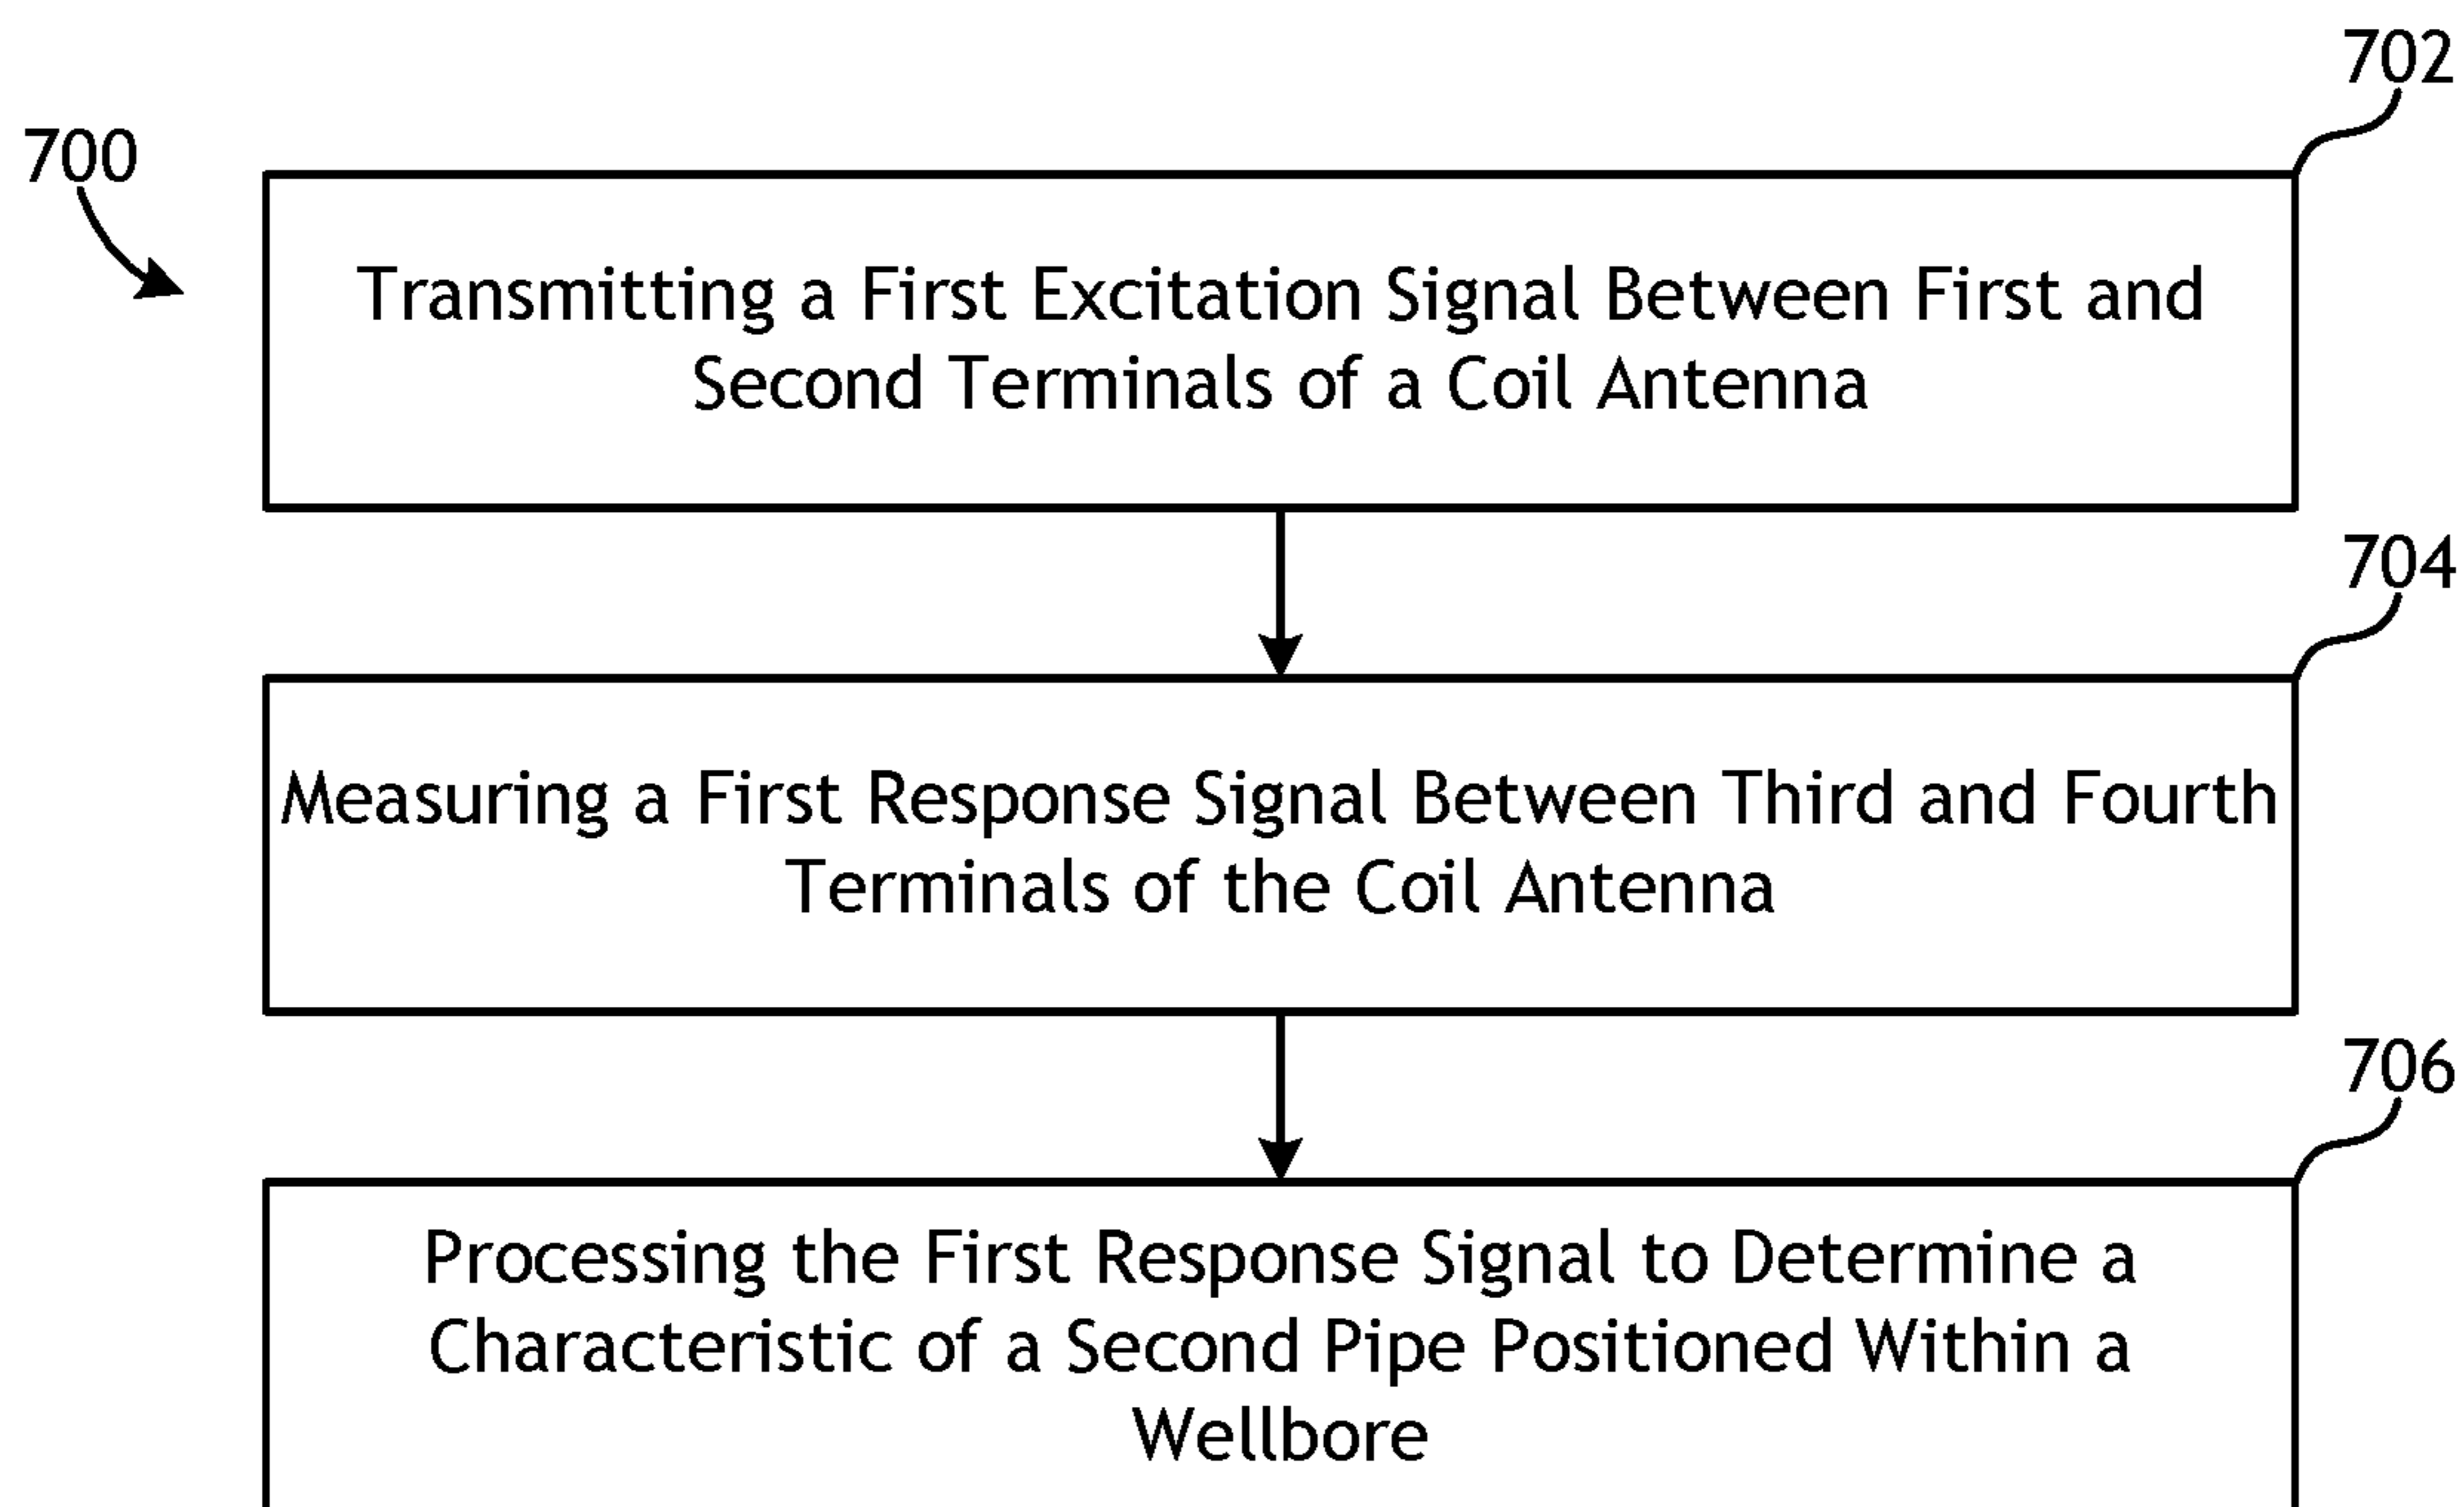 702
700
Transmitting a First Excitation Signal Between First and
Second Terminals of a Coil Antenna
704
Measuring a First Response Signal Between Third and Fourth
Terminals of the Coil Antenna
706
Processing the First Response Signal to Determine a
Characteristic of a Second Pipe Positioned Within a
Wellbore